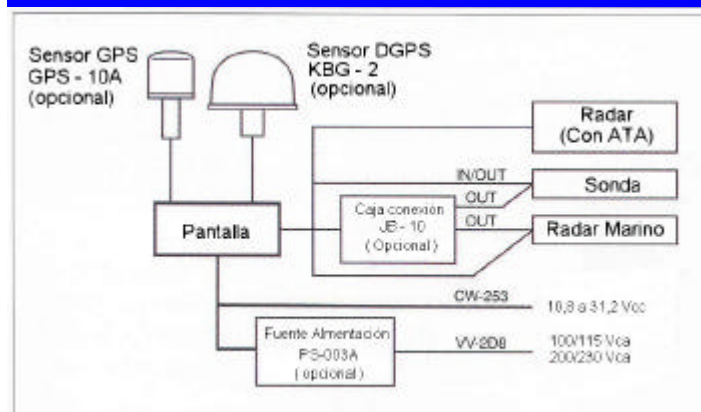 Sensor GPS
GPS - 10A
(opcional)
Sensor DGPS
KBG - 2
(opcional)
Radar
(Con ATA)
IN/OUT
OUT
Sonda
Caja conexión
JB - 10
(Opcional)
OUT
Radar Marino
Pantalla
CW-253
10,8 a 31,2 Vcc
Fuente Almentación
PS-003A
(opcional)
VV-2D8
100/115 Vca
200/230 Vca